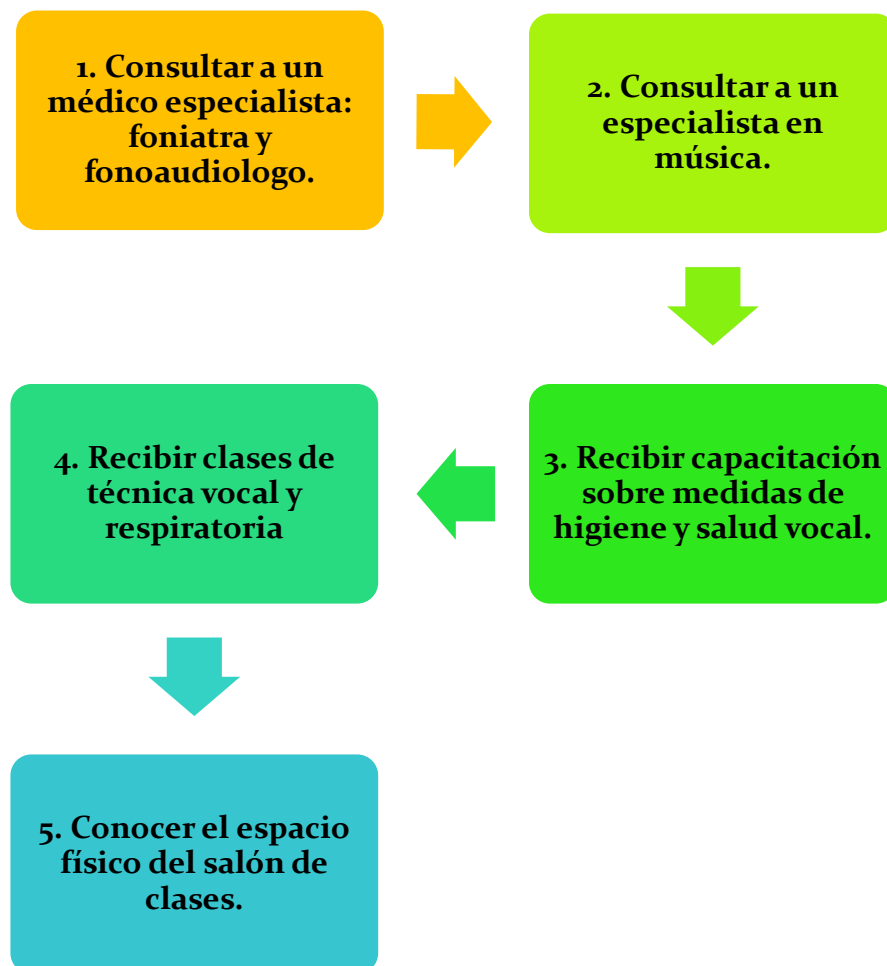 1. Consultar a un
médico especialista:
foniatra y
fonoaudiologo.
2. Consultar a un
especialista en
música.
3. Recibir capacitación
sobre medidas de
higiene y salud vocal.
4. Recibir clases de
técnica vocal y
respiratoria
5. Conocer el espacio
físico del salón de
clases.